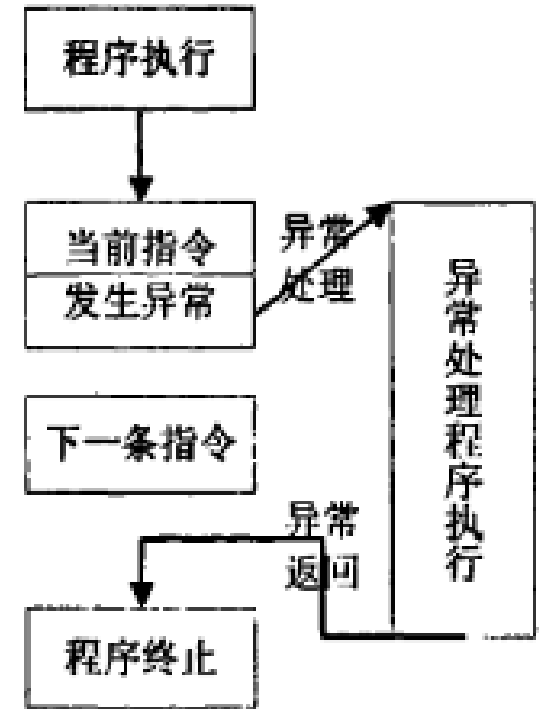 程序执行
当前指令
发生异常
异常
处理
异常处理程序执行
下一条指令
异常
返回
程序终止